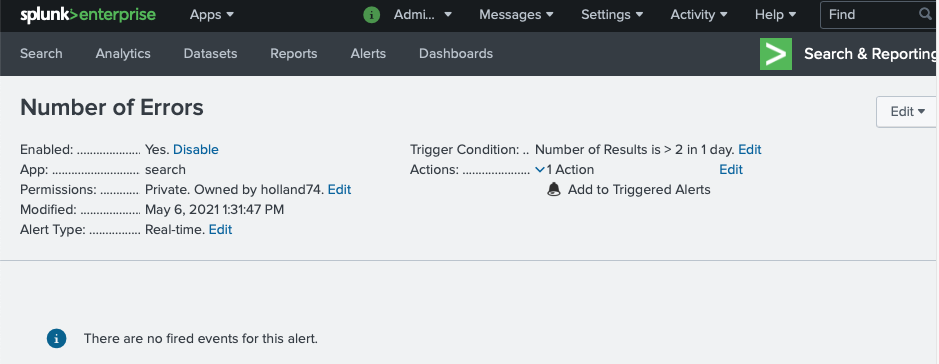 splunk>enterprise Apps Admi... Messages Settings Activity Help Find
Search Analytics Datasets Reports Alerts Dashboards Search & Reporting
Number of Errors
Edit
Enabled: ..................... Yes. Disable
App: ............................ search
Permissions: ............. Private. Owned by holland74. Edit
Modified: ................... May 6, 2021 1:31:47 PM
Alert Type: ................ Real-time. Edit
Trigger Condition: .. Number of Results is > 2 in 1 day. Edit
Actions: ..................... 1 Action Edit
Add to Triggered Alerts
There are no fired events for this alert.